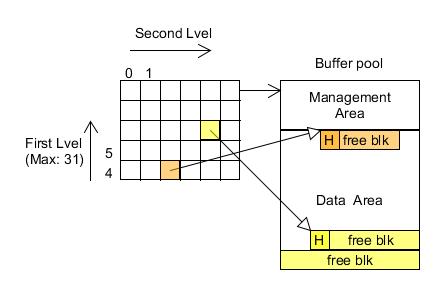 Second Lvel
0 1
Buffer pool
Management
Area
First Lvel
(Max: 31)
5
4
H free blk
Data Area
H free blk
free blk